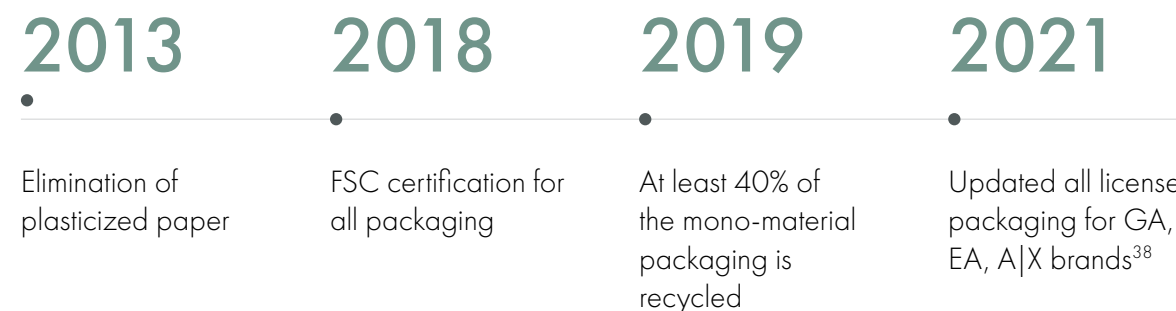 2013
Elimination of
plasticized paper
2018
FSC certification for
all packaging
2019
At least 40% of
the mono-material
packaging is
recycled
2021
Updated all license
packaging for GA,
EA, A|X brands38